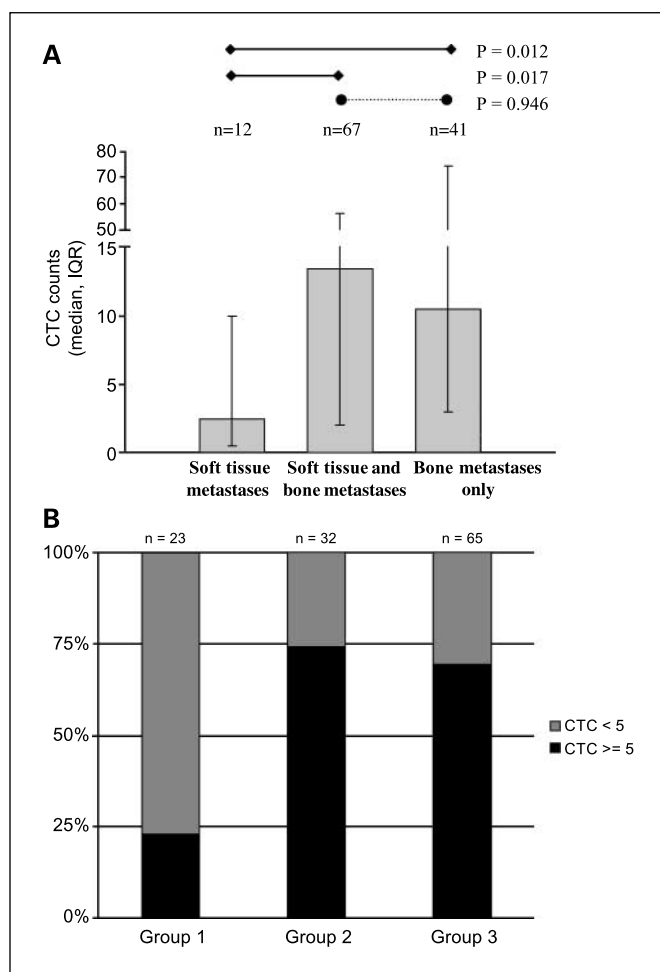 A
P = 0.012
P = 0.017
P = 0.946
n=12 n=67 n=41
CTC counts
(median, IQR)
80
70
60
50
15
10
5
0
Soft tissue
metastases
Soft tissue and
bone metastases
Bone metastases
only
B
n = 23 n = 32 n = 65
100%
75%
50%
25%
0%
CTC < 5
CTC >= 5
Group 1 Group 2 Group 3